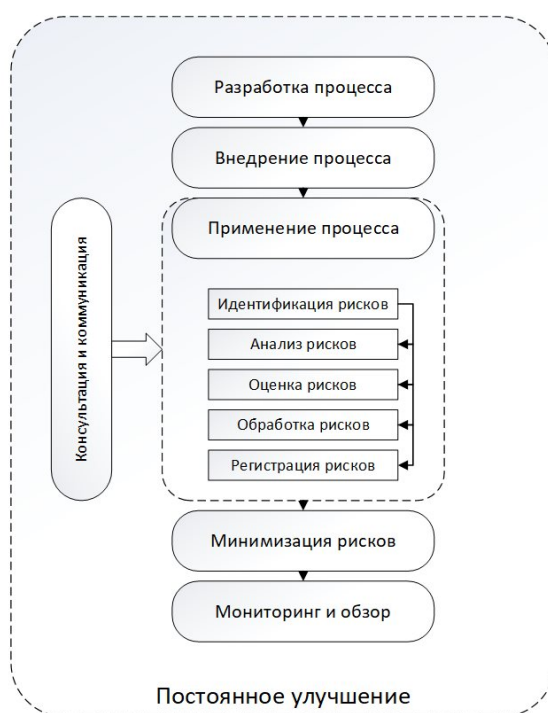 Разработка процесса
Внедрение процесса
Применение процесса
Консультация и коммуникация
Идентификация рисков
Анализ рисков
Оценка рисков
Обработка рисков
Регистрация рисков
Минимизация рисков
Мониторинг и обзор
Постоянное улучшение